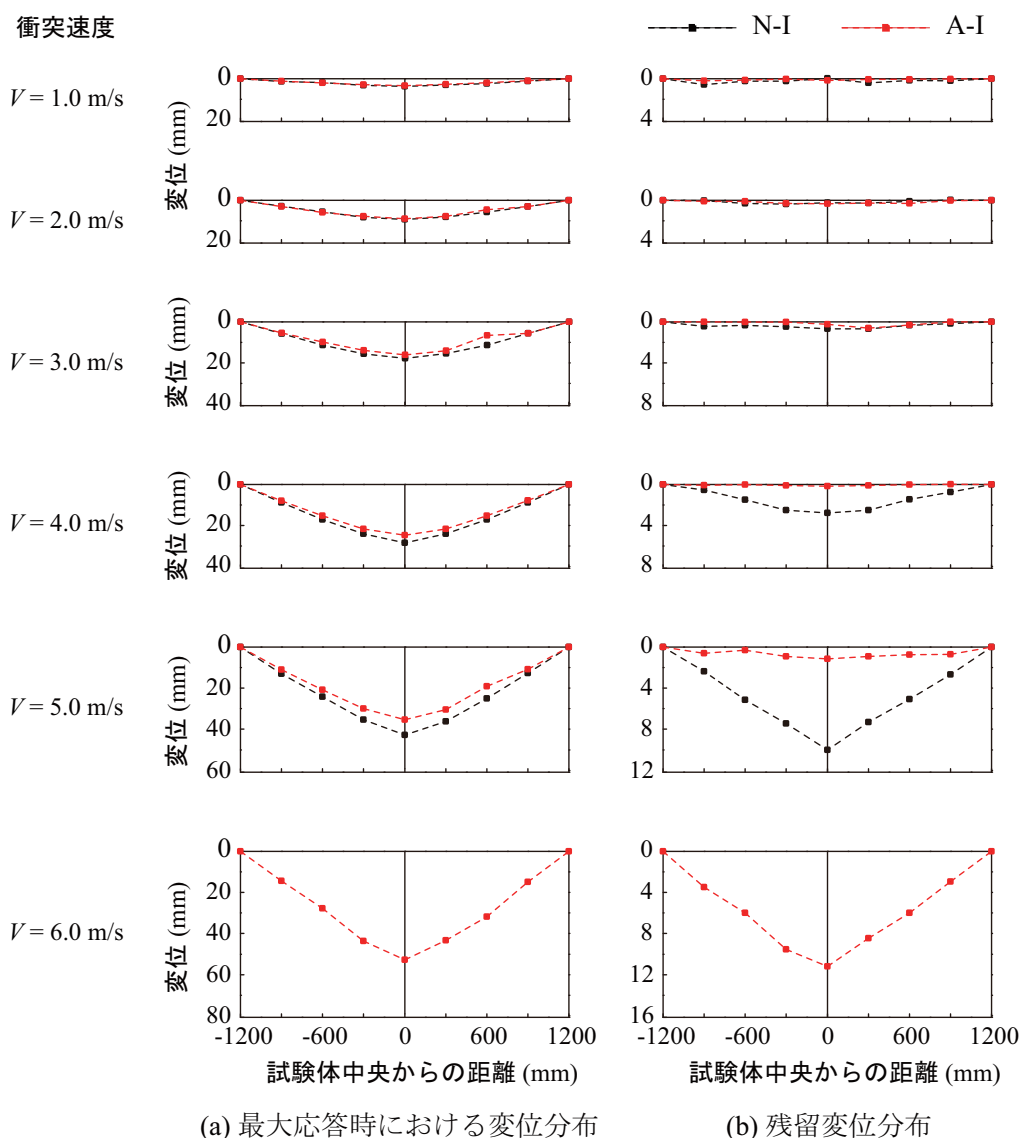 衝突速度
N-I
A-I
V = 1.0 m/s
変位 (mm)
0
20
0
4
V = 2.0 m/s
0
20
0
4
V = 3.0 m/s
変位 (mm)
0
20
40
0
4
8
V = 4.0 m/s
変位 (mm)
0
20
40
0
4
8
V = 5.0 m/s
変位 (mm)
0
20
40
60
0
4
8
12
V = 6.0 m/s
変位 (mm)
0
20
40
60
80
0
4
8
12
16
-1200 -600 0 600 1200
-1200 -600 0 600 1200
試験体中央からの距離 (mm)
試験体中央からの距離 (mm)
(a) 最大応答時における変位分布
(b) 残留変位分布